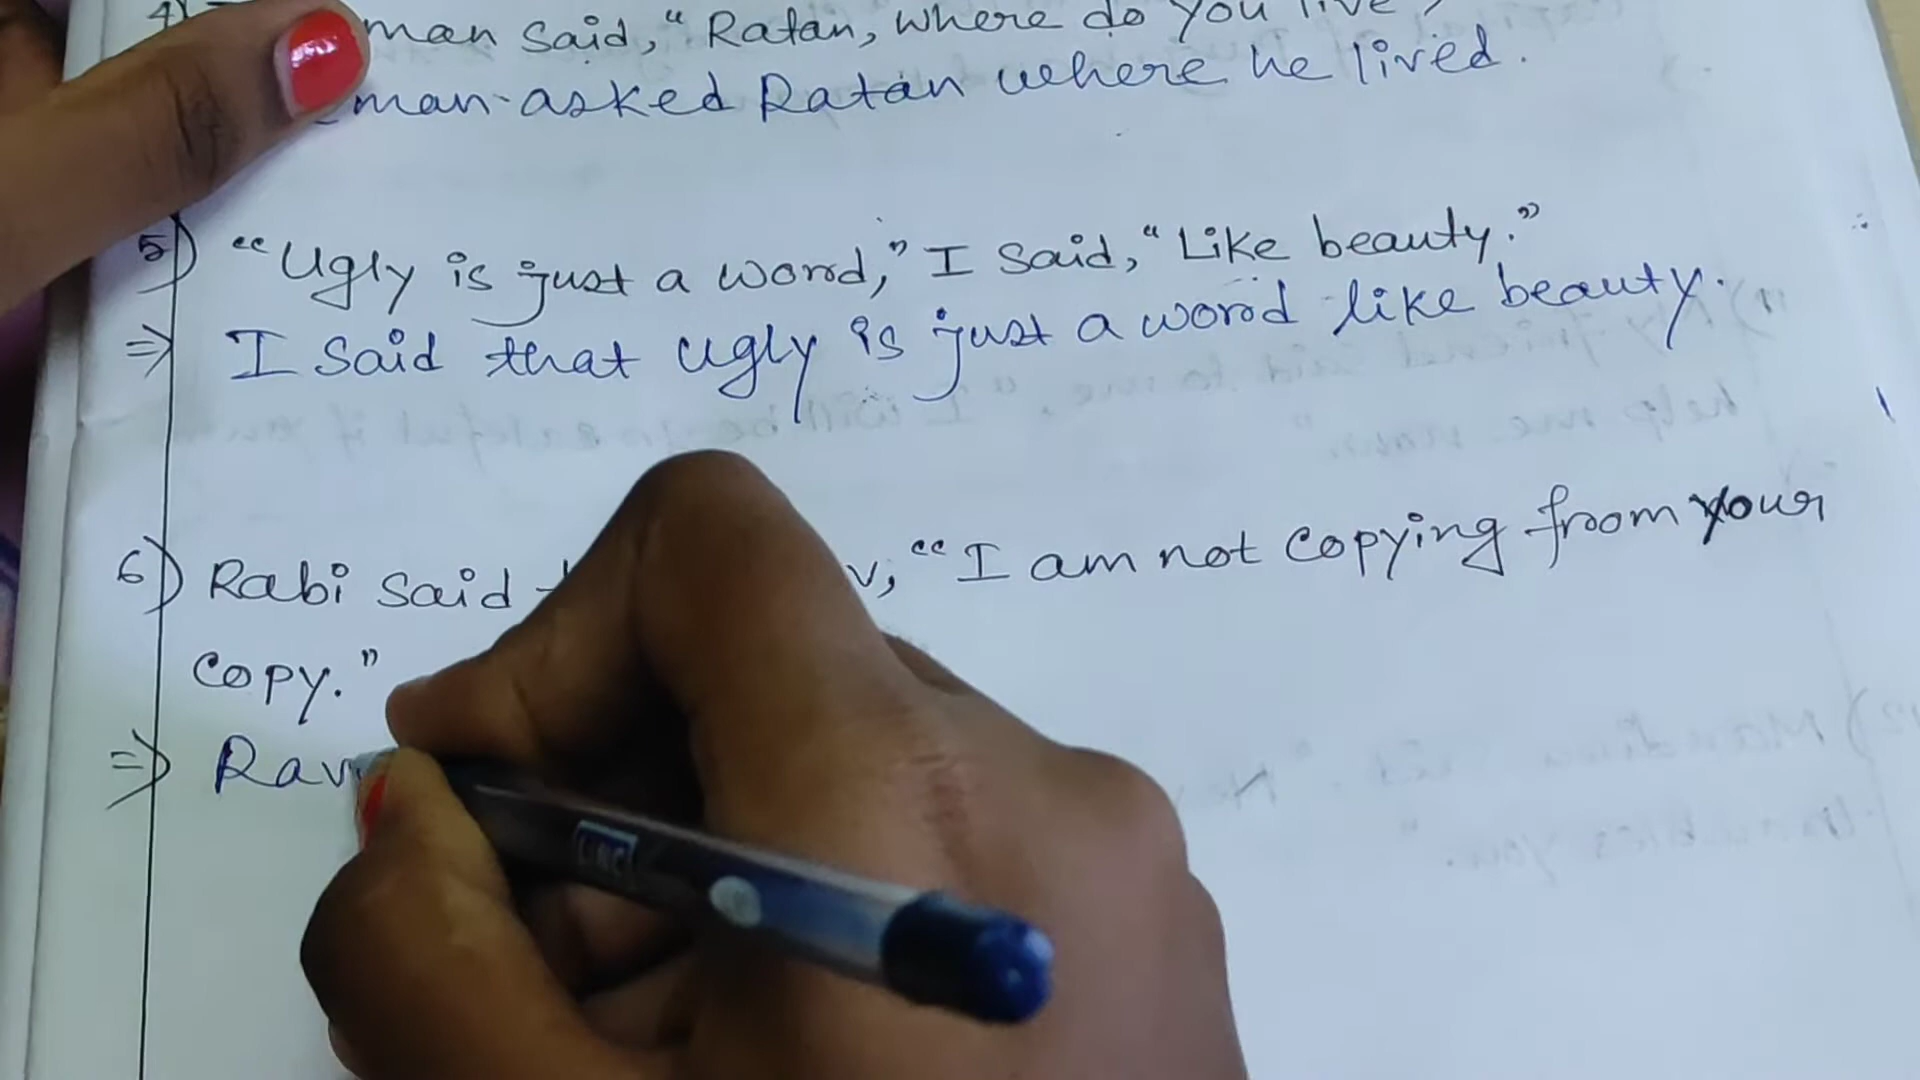 4) man said, “Ratan, where do you live?
man asked Ratan where he lived.
5) “Ugly is just a word,” I said, “Like beauty.”
⇒ I said that ugly is just a word like beauty.
6) Rabi said v, “I am not copying from your
copy.”
⇒ Rav